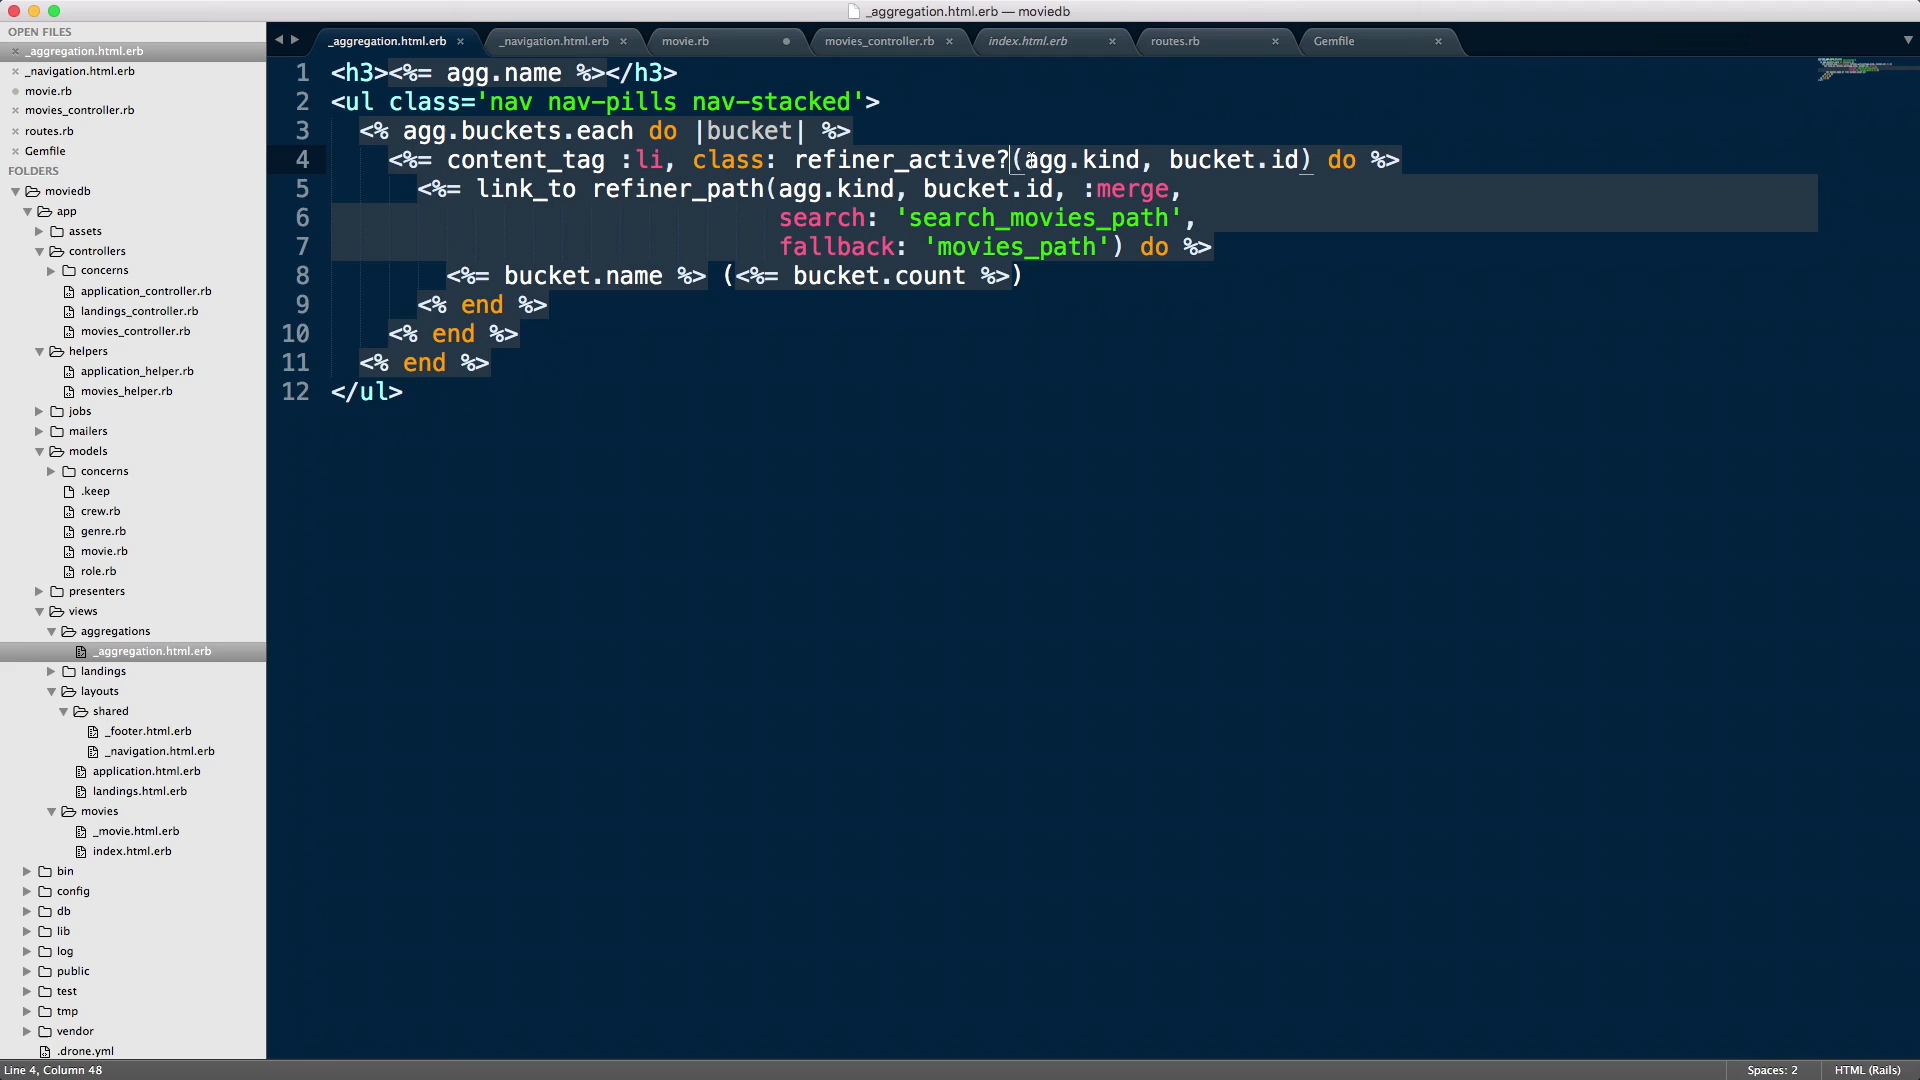 _aggregation.html.erb — moviedb
OPEN FILES
_aggregation.html.erb
_navigation.html.erb
movie.rb
movies_controller.rb
routes.rb
Gemfile
FOLDERS
moviedb
app
assets
controllers
concerns
application_controller.rb
landings_controller.rb
movies_controller.rb
helpers
application_helper.rb
movies_helper.rb
jobs
mailers
models
concerns
.keep
crew.rb
genre.rb
movie.rb
role.rb
presenters
views
aggregations
_aggregation.html.erb
landings
layouts
shared
_footer.html.erb
_navigation.html.erb
application.html.erb
landings.html.erb
movies
_movie.html.erb
index.html.erb
bin
config
db
lib
log
public
test
tmp
vendor
.drone.yml
_aggregation.html.erb _navigation.html.erb movie.rb movies_controller.rb index.html.erb routes.rb Gemfile
1 <h3><%= agg.name %></h3>
2 <ul class='nav nav-pills nav-stacked'>
3 <% agg.buckets.each do |bucket| %>
4 <%= content_tag :li, class: refiner_active?(agg.kind, bucket.id) do %>
5 <%= link_to refiner_path(agg.kind, bucket.id, :merge,
6 search: 'search_movies_path',
7 fallback: 'movies_path') do %>
8 <%= bucket.name %> (<%= bucket.count %>)
9 <% end %>
10 <% end %>
11 <% end %>
12 </ul>
Line 4, Column 48
Spaces: 2
HTML (Rails)